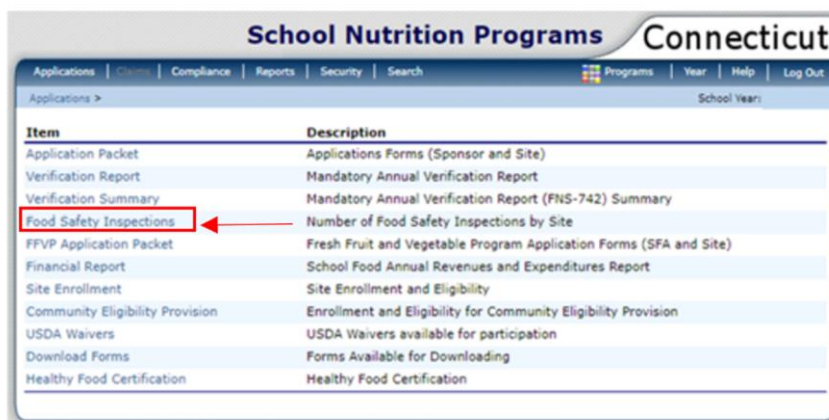 School Nutrition Programs Connecticut
Applications | Claims | Compliance | Reports | Security | Search Programs | Year | Help | Log Out
Applications > School Year:
Item Description
Application Packet Applications Forms (Sponsor and Site)
Verification Report Mandatory Annual Verification Report
Verification Summary Mandatory Annual Verification Report (FNS-742) Summary
Food Safety Inspections Number of Food Safety Inspections by Site
FFVP Application Packet Fresh Fruit and Vegetable Program Application Forms (SFA and Site)
Financial Report School Food Annual Revenues and Expenditures Report
Site Enrollment Site Enrollment and Eligibility
Community Eligibility Provision Enrollment and Eligibility for Community Eligibility Provision
USDA Waivers USDA Waivers available for participation
Download Forms Forms Available for Downloading
Healthy Food Certification Healthy Food Certification